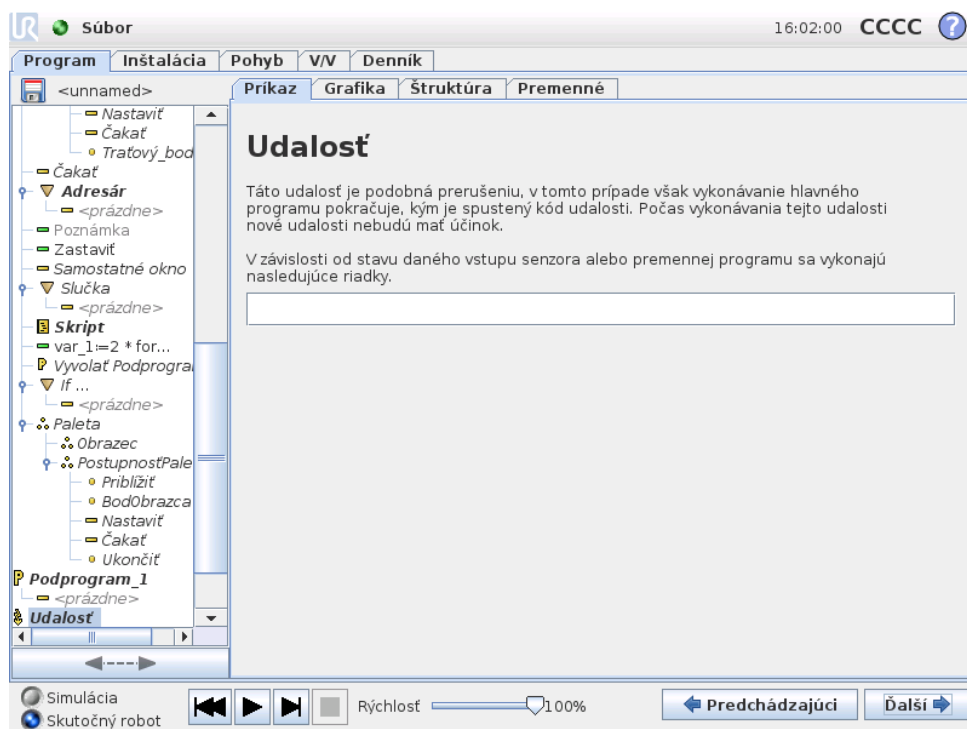 UR Súbor 16:02:00 CCCC ?
Program Inštalácia Pohyb V/V Denník
<unnamed>
Príkaz Grafika Štruktúra Premenné
Nastaviť
Čakať
Traťový_bod
Čakať
Adresár
<prázdne>
Poznámka
Zastaviť
Samostatné okno
Slučka
<prázdne>
Skript
var_1:=2 * for...
Vyvolať Podprogra
If ...
<prázdne>
Paleta
Obrazec
PostupnosťPale
Priblížiť
BodObrazca
Nastaviť
Čakať
Ukončiť
Podprogram_1
<prázdne>
Udalosť
Udalosť
Táto udalosť je podobná prerušeniu, v tomto prípade však vykonávanie hlavného
programu pokračuje, kým je spustený kód udalosti. Počas vykonávania tejto udalosti
nové udalosti nebudú mať účinok.
V závislosti od stavu daného vstupu senzora alebo premennej programu sa vykonajú
nasledujúce riadky.
Simulácia
Skutočný robot
Rýchlosť 100%
Predchádzajúci
Ďalší